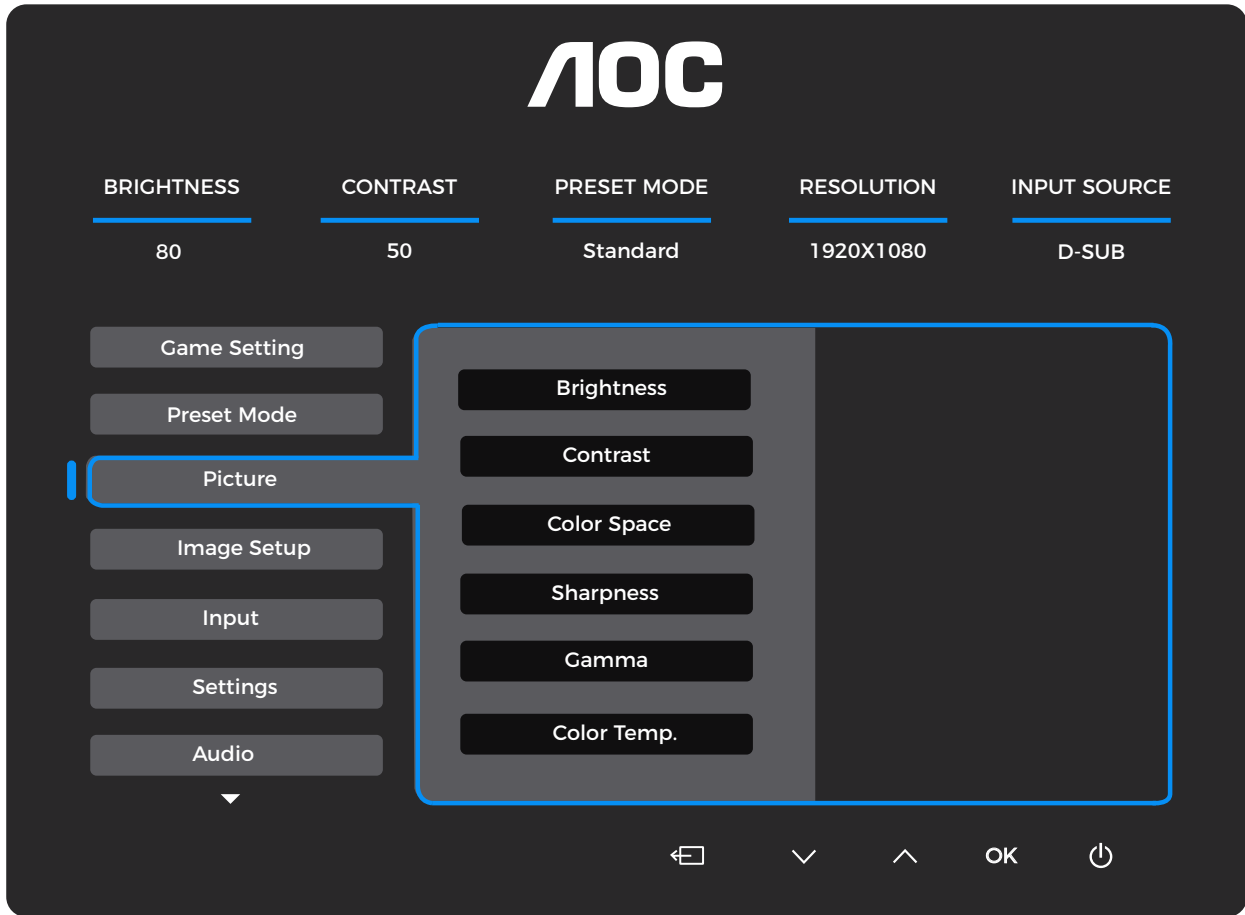 AOC
BRIGHTNESS CONTRAST PRESET MODE RESOLUTION INPUT SOURCE
80 50 Standard 1920X1080 D-SUB
Game Setting
Preset Mode
Picture
Image Setup
Input
Settings
Audio
Brightness
Contrast
Color Space
Sharpness
Gamma
Color Temp.
OK